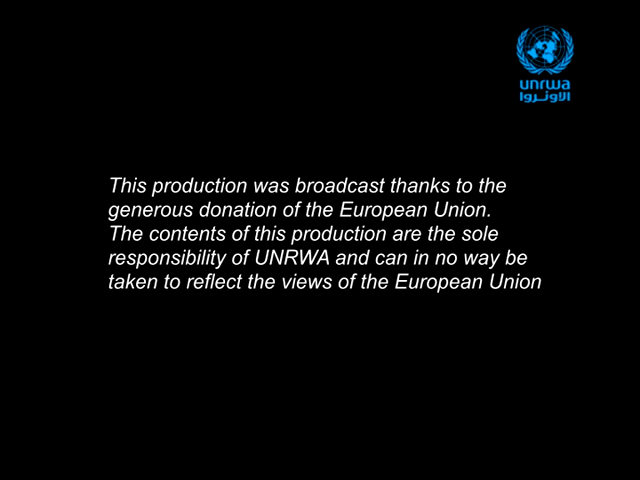 unrwa
الأونروا
This production was broadcast thanks to the
generous donation of the European Union.
The contents of this production are the sole
responsibility of UNRWA and can in no way be
taken to reflect the views of the European Union